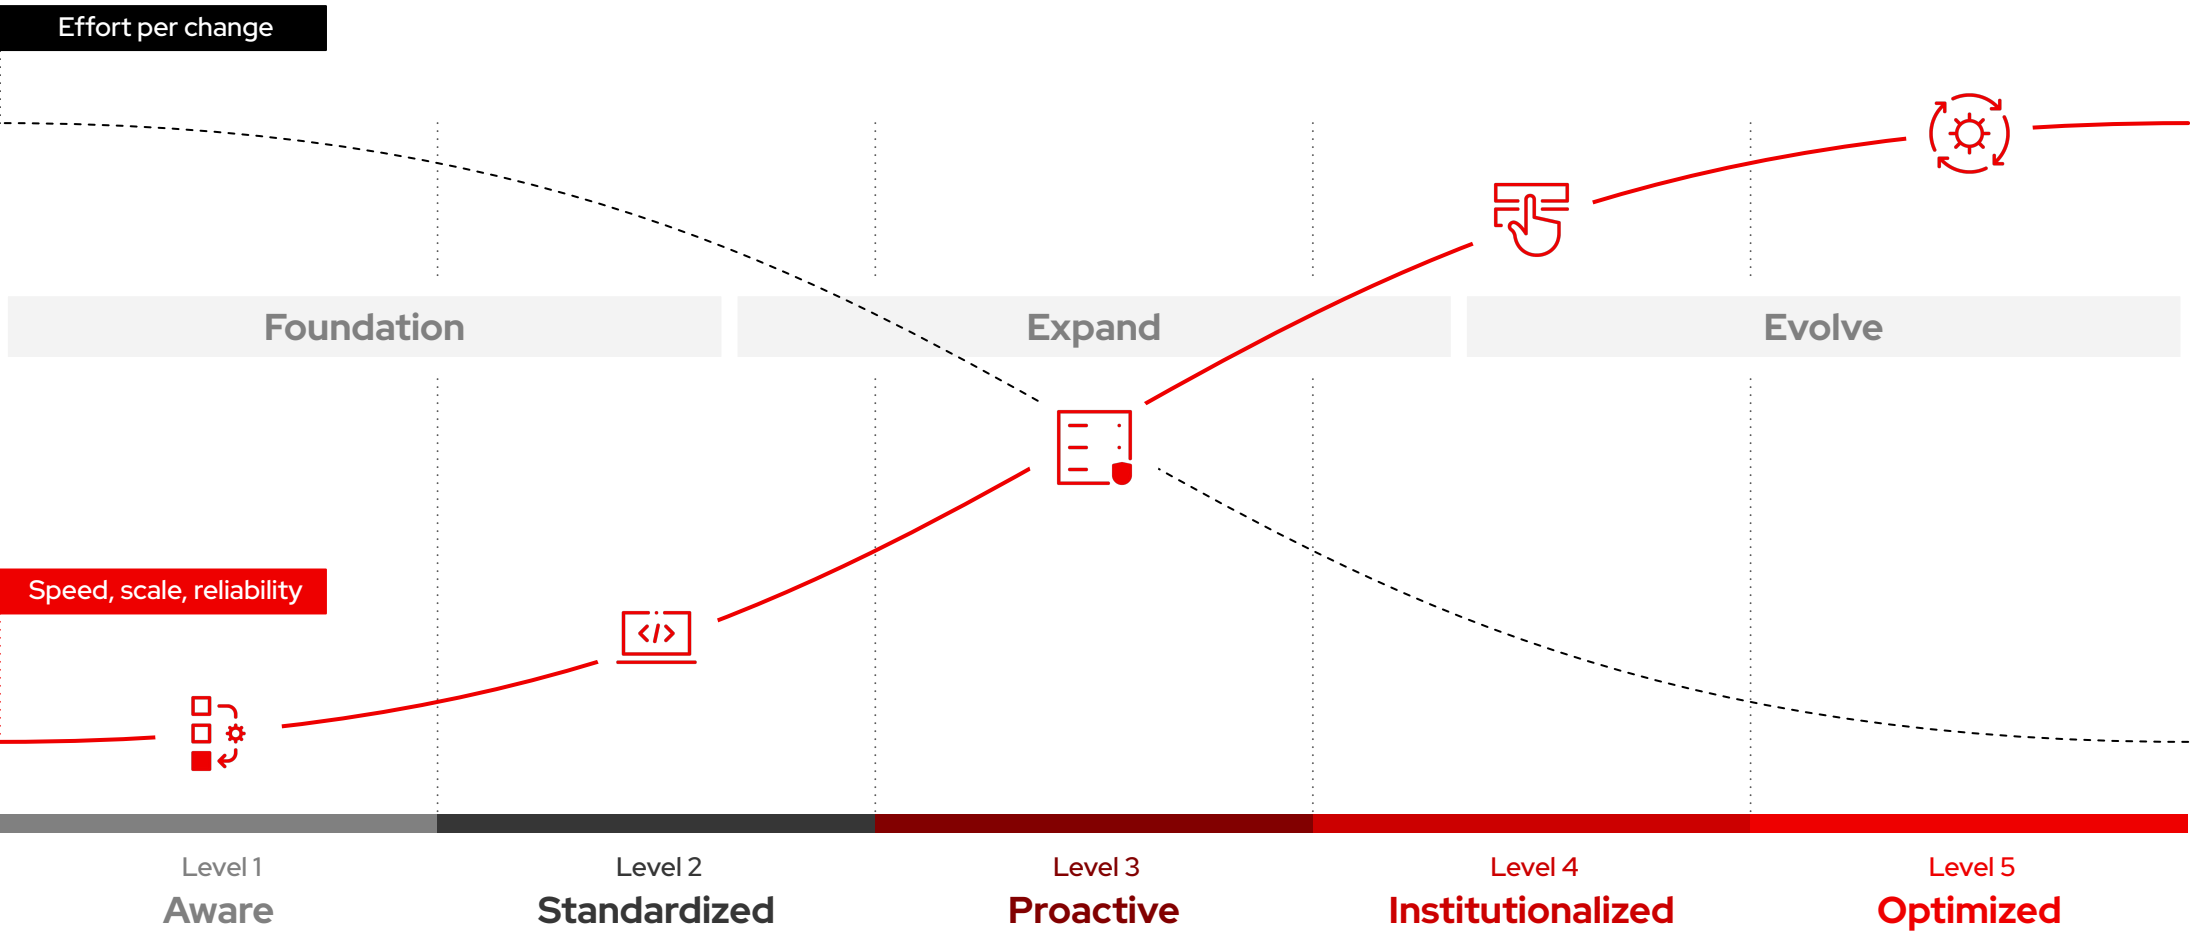 Effort per change
Foundation
Expand
Evolve
Speed, scale, reliability
</>
Level 1
Aware
Level 2
Standardized
Level 3
Proactive
Level 4
Institutionalized
Level 5
Optimized